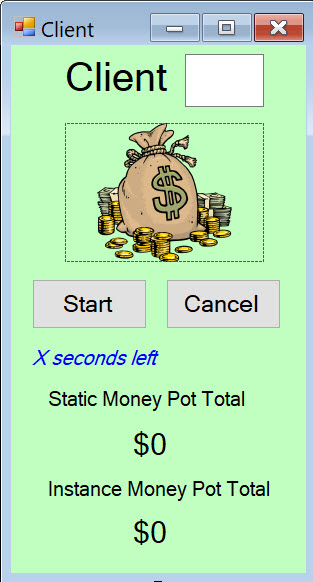 Client
Client
$
Start Cancel
X seconds left
Static Money Pot Total
$0
Instance Money Pot Total
$0